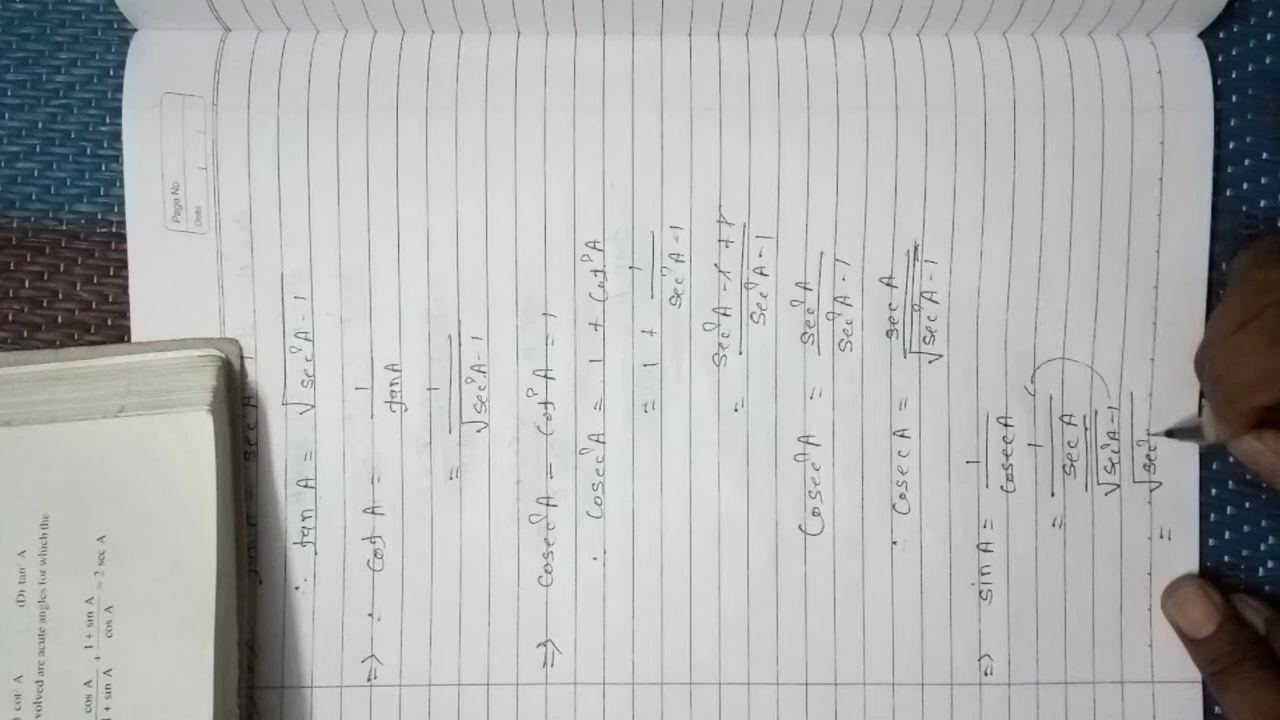 Page No
Date
∴ tan A = √(sec²A - 1)
⇒ ∴ cot A = 1/tan A
= 1/√(sec²A-1)
⇒ cosec²A - cot²A = 1
∴ cosec²A = 1 + cot²A
= 1 + 1/(sec²A-1)
= (sec²A - 1 + 1)/(sec²A - 1)
cosec²A = sec²A/(sec²A - 1)
∴ cosec A = sec A/√(sec²A - 1)
⇒ sin A = 1/cosec A
= 1/(sec A/√(sec²A-1))
= √sec²
cot² A (D) tan² A
volved are acute angles for which the
cos A/1 + sin A + 1 + sin A/cos A = 2 sec A